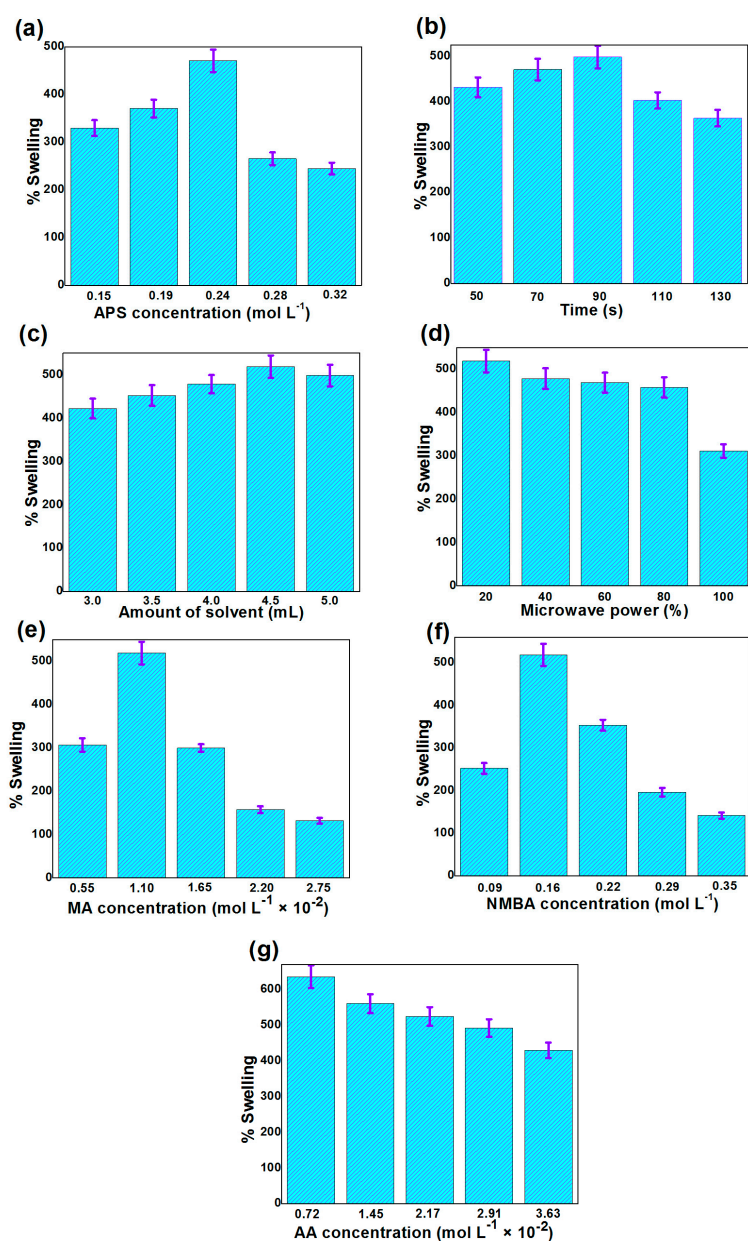 (a)
% Swelling
500
400
300
200
100
0
0.15 0.19 0.24 0.28 0.32
APS concentration (mol L⁻¹)
(b)
% Swelling
500
400
300
200
100
0
50 70 90 110 130
Time (s)
(c)
% Swelling
500
400
300
200
100
0
3.0 3.5 4.0 4.5 5.0
Amount of solvent (mL)
(d)
% Swelling
500
400
300
200
100
0
20 40 60 80 100
Microwave power (%)
(e)
% Swelling
500
400
300
200
100
0
0.55 1.10 1.65 2.20 2.75
MA concentration (mol L⁻¹ × 10⁻²)
(f)
% Swelling
500
400
300
200
100
0
0.09 0.16 0.22 0.29 0.35
NMBA concentration (mol L⁻¹)
(g)
% Swelling
600
500
400
300
200
100
0
0.72 1.45 2.17 2.91 3.63
AA concentration (mol L⁻¹ × 10⁻²)